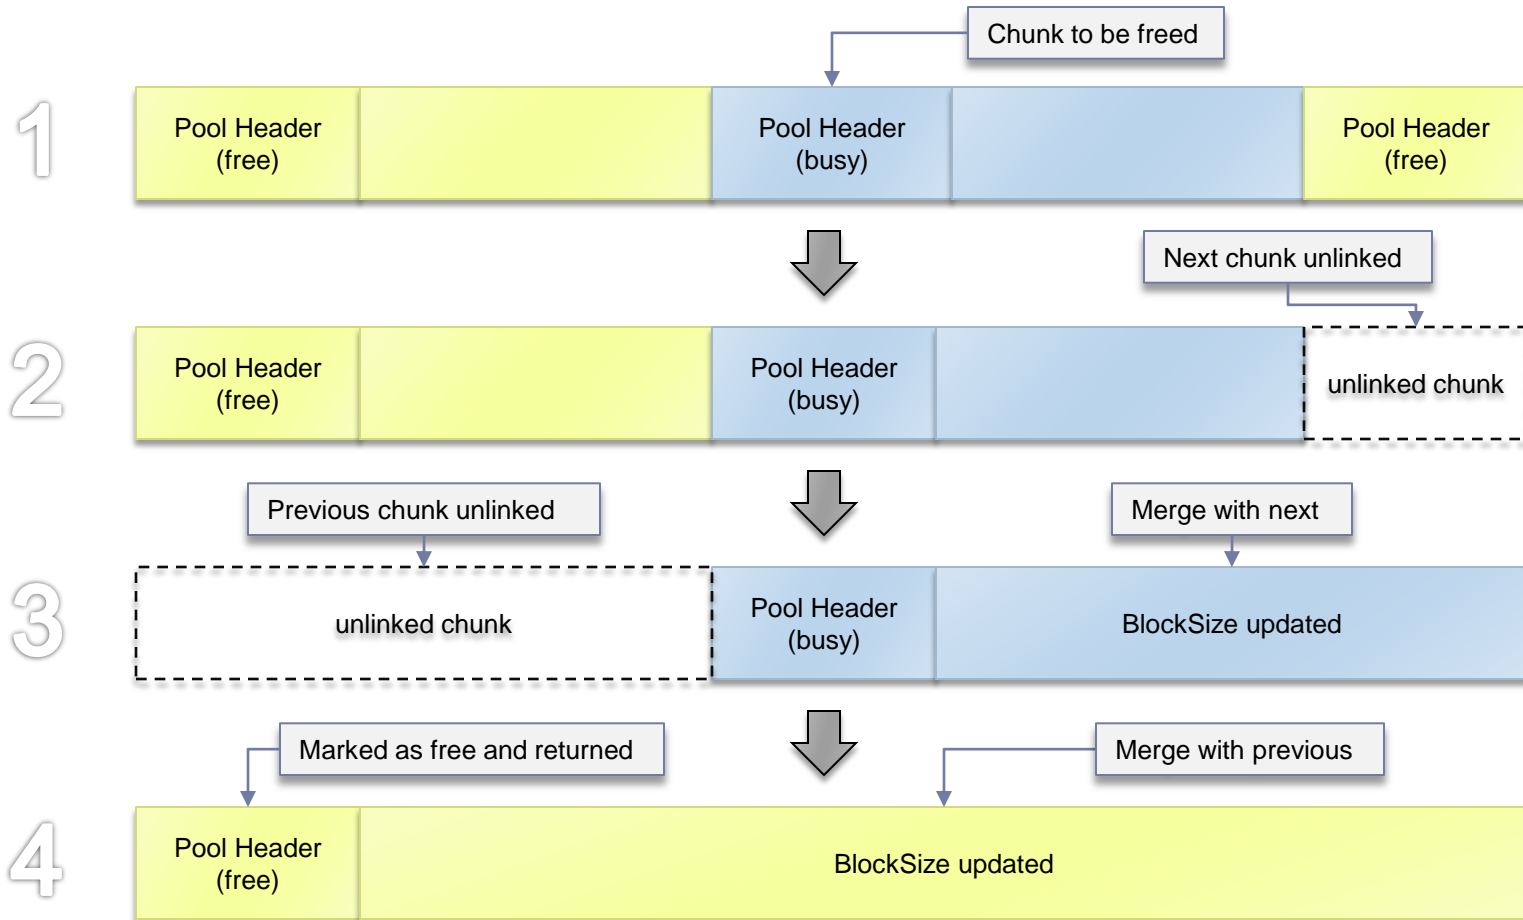 Chunk to be freed
1
Pool Header
(free)
Pool Header
(busy)
Pool Header
(free)
Next chunk unlinked
2
Pool Header
(free)
Pool Header
(busy)
unlinked chunk
Previous chunk unlinked
Merge with next
3
unlinked chunk
Pool Header
(busy)
BlockSize updated
Marked as free and returned
Merge with previous
4
Pool Header
(free)
BlockSize updated